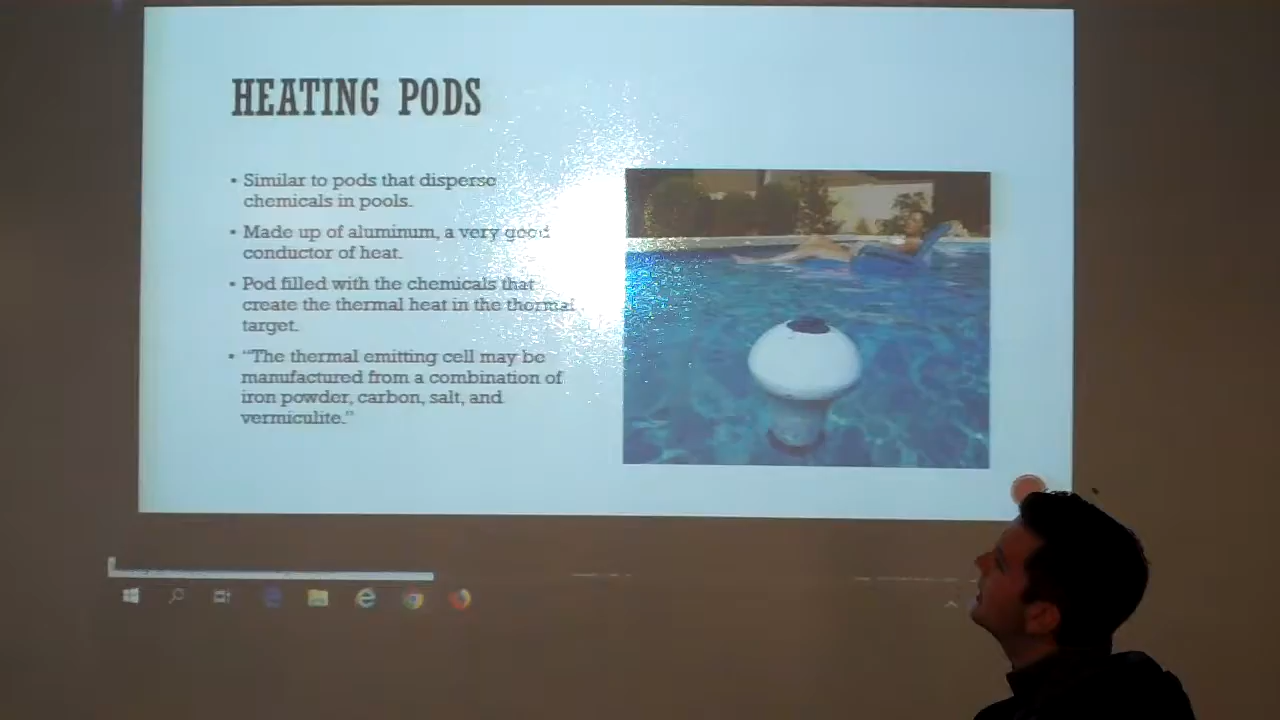 HEATING PODS
• Similar to pods that disperse
chemicals in pools.
• Made up of aluminum, a very good
conductor of heat.
• Pod filled with the chemicals that
create the thermal heat in the thermal
target.
• "The thermal emitting cell may be
manufactured from a combination of
iron powder, carbon, salt, and
vermiculite."